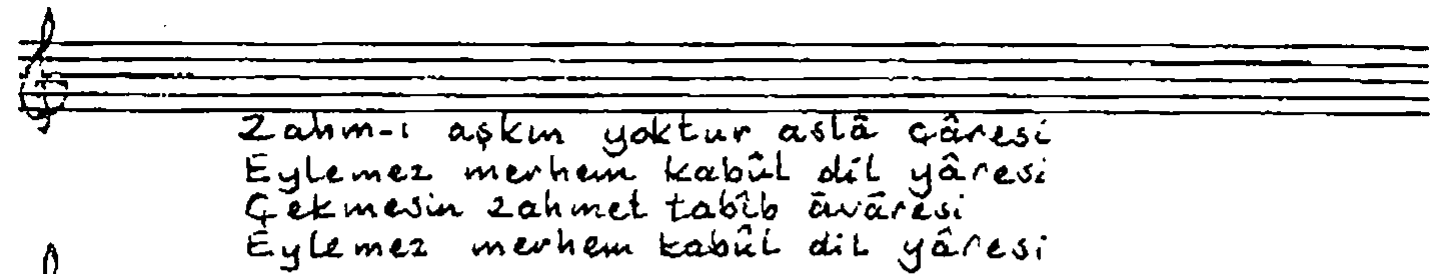 Zahm-ı aşkın yoktur aslâ çâresi
Eylemez merhem kabûl dil yâresi
Çekmesin zahmet tabîb âvâresi
Eylemez merhem kabûl dil yâresi